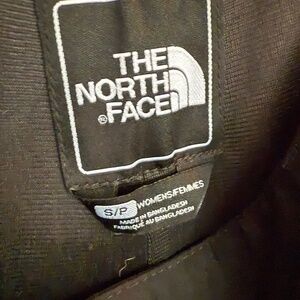 THE
NORTH
FACE
®
S/P WOMENS/FEMMES
MADE IN BANGLADESH
FABRIQUÉ AU BANGLADESH